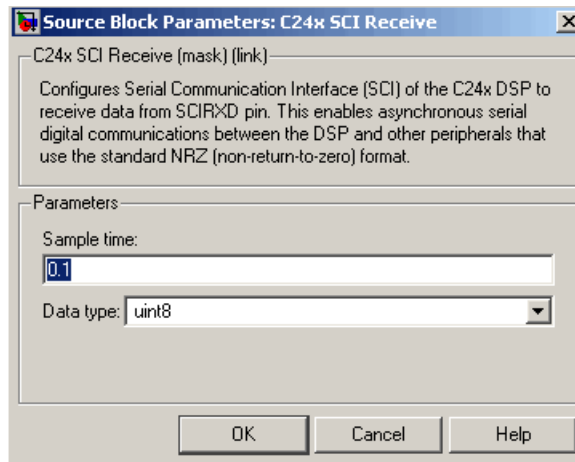 Source Block Parameters: C24x SCI Receive
C24x SCI Receive (mask) (link)
Configures Serial Communication Interface (SCI) of the C24x DSP to
receive data from SCIRXD pin. This enables asynchronous serial
digital communications between the DSP and other peripherals that
use the standard NRZ (non-return-to-zero) format.
Parameters
Sample time:
0.1
Data type: uint8
OK Cancel Help